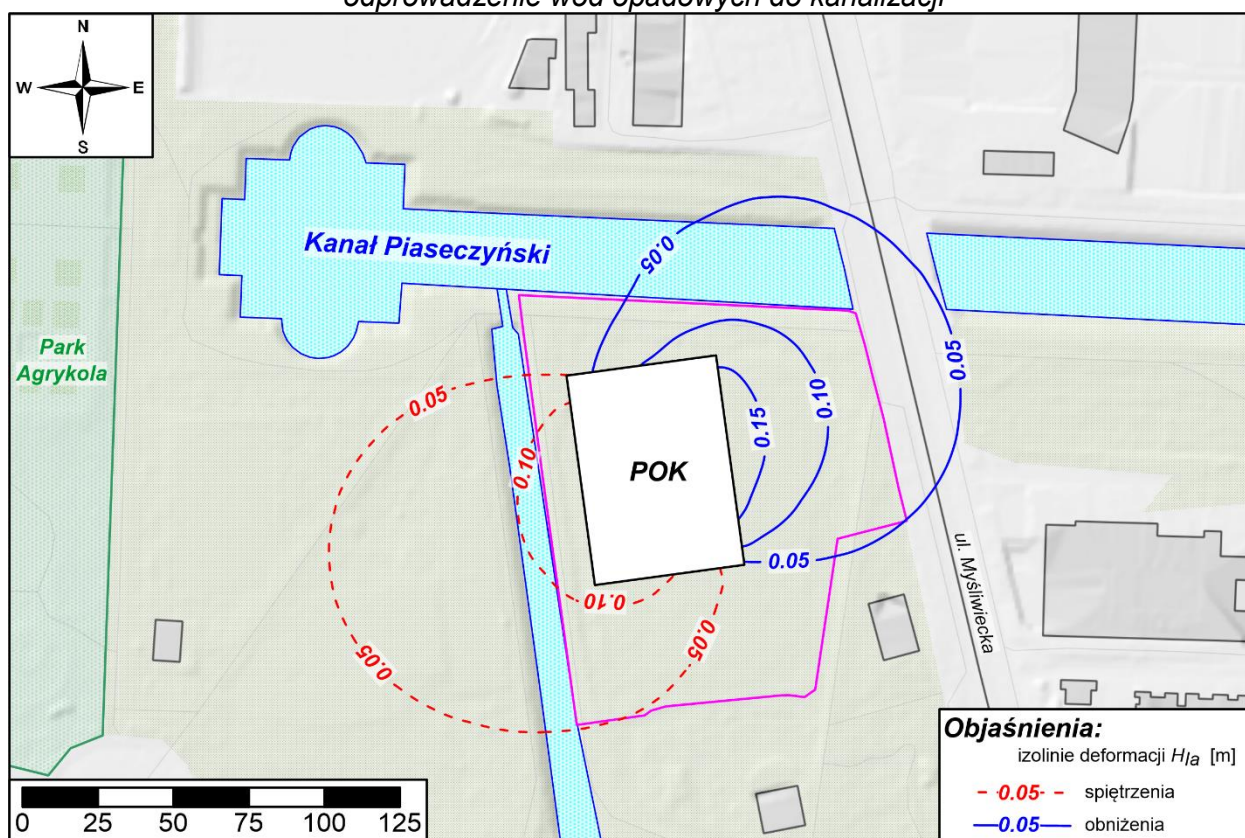 odprowadzenie wód opadowych do kanalizacji
N
W E
S
Kanał Piaseczyński
Park
Agrykola
0.05
0.05
0.05
0.10
0.15
0.10
0.05
0.10
0.05
0.05
POK
ul. Myśliwiecka
Objaśnienia:
izolinie deformacji H_la [m]
0.05 spiętrzenia
0.05 obniżenia
0 25 50 75 100 125